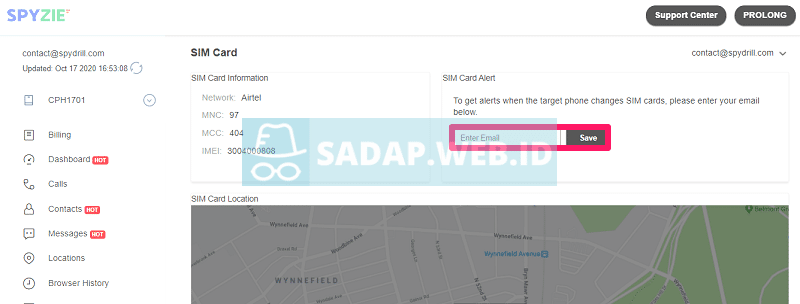 SPYZIE
Support Center
PROLONG
contact@spydrill.com
Updated: Oct 17 2020 16:53:08
CPH1701
Billing
Dashboard HOT
Calls
Contacts HOT
Messages HOT
Locations
Browser History
SIM Card
contact@spydrill.com
SIM Card Information
Network: Airtel
MNC: 97
MCC: 404
IMEI: 3004000808
SIM Card Alert
To get alerts when the target phone changes SIM cards, please enter your email
below.
Enter Email
Save
SADAP.WEB.ID
SIM Card Location
Wynnefield Ave
Woodbine Ave
Wynnefield Avenue
WYNNEFIELD
N 52nd St
Belmont Grove